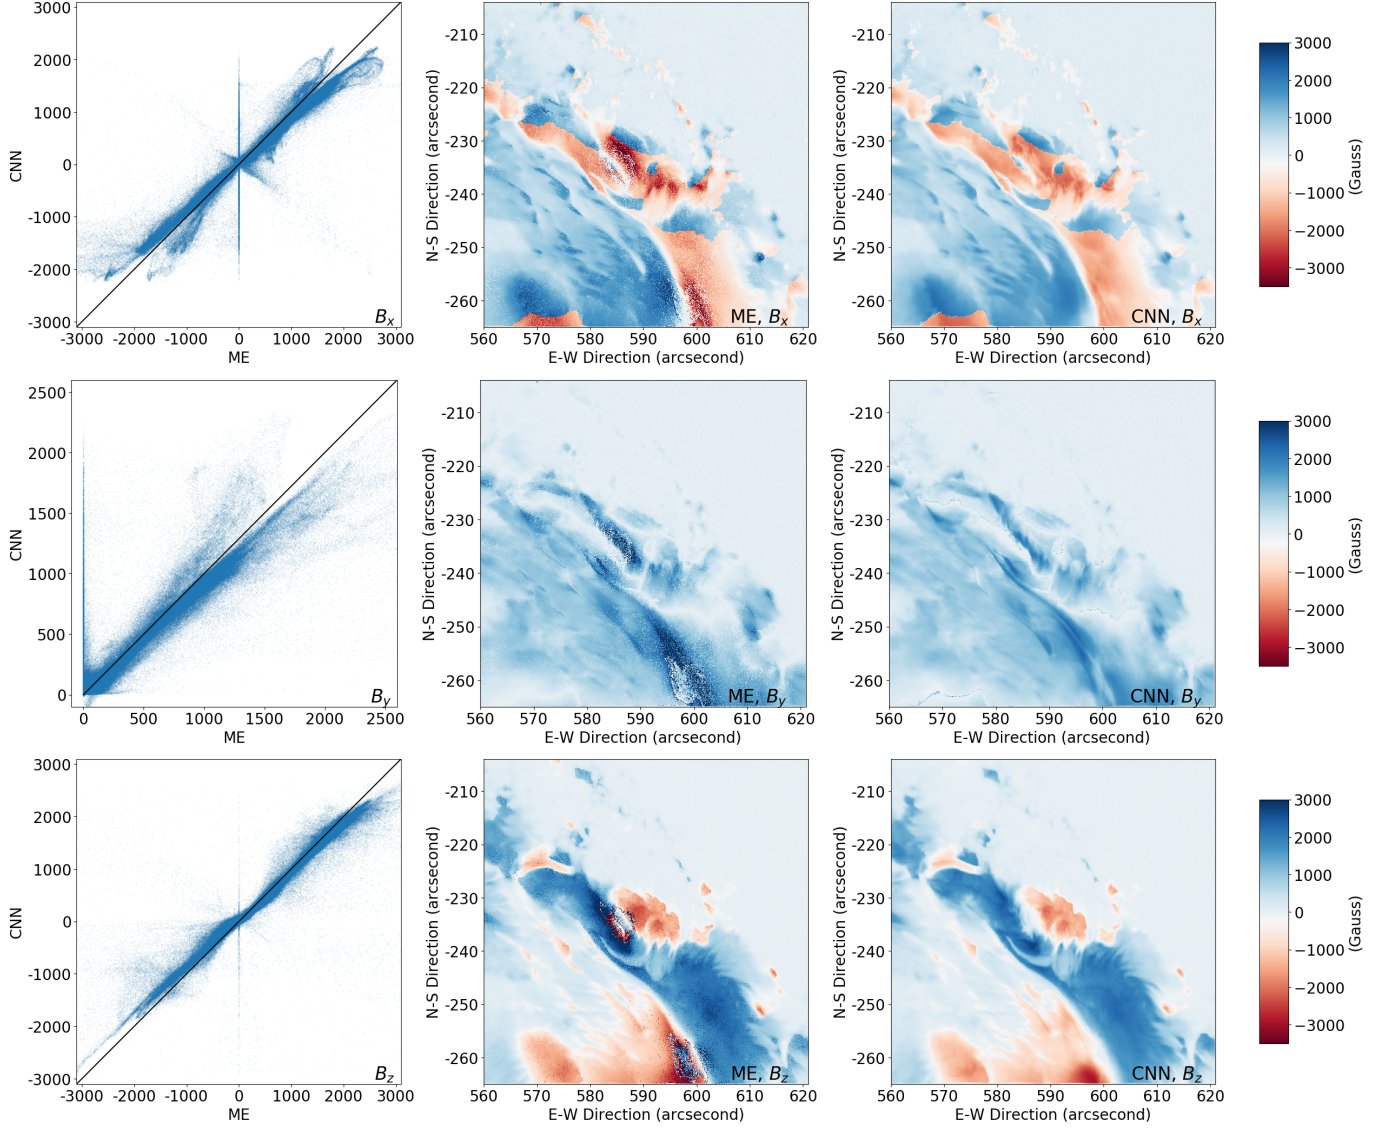 3000
2000
1000
0
-1000
-2000
-3000
CNN
-3000 -2000 -1000 0 1000 2000 3000
ME
Bx
-210
-220
-230
-240
-250
-260
N-S Direction (arcsecond)
560 570 580 590 600 610 620
E-W Direction (arcsecond)
ME, Bx
-210
-220
-230
-240
-250
-260
N-S Direction (arcsecond)
560 570 580 590 600 610 620
E-W Direction (arcsecond)
CNN, Bx
3000
2000
1000
0
−1000
−2000
−3000
(Gauss)
2500
2000
1500
1000
500
0
CNN
0 500 1000 1500 2000 2500
ME
By
-210
-220
-230
-240
-250
-260
N-S Direction (arcsecond)
560 570 580 590 600 610 620
E-W Direction (arcsecond)
ME, By
-210
-220
-230
-240
-250
-260
N-S Direction (arcsecond)
560 570 580 590 600 610 620
E-W Direction (arcsecond)
CNN, By
3000
2000
1000
0
−1000
−2000
−3000
(Gauss)
3000
2000
1000
0
-1000
-2000
-3000
CNN
-3000 -2000 -1000 0 1000 2000 3000
ME
Bz
-210
-220
-230
-240
-250
-260
N-S Direction (arcsecond)
560 570 580 590 600 610 620
E-W Direction (arcsecond)
ME, Bz
-210
-220
-230
-240
-250
-260
N-S Direction (arcsecond)
560 570 580 590 600 610 620
E-W Direction (arcsecond)
CNN, Bz
3000
2000
1000
0
−1000
−2000
−3000
(Gauss)